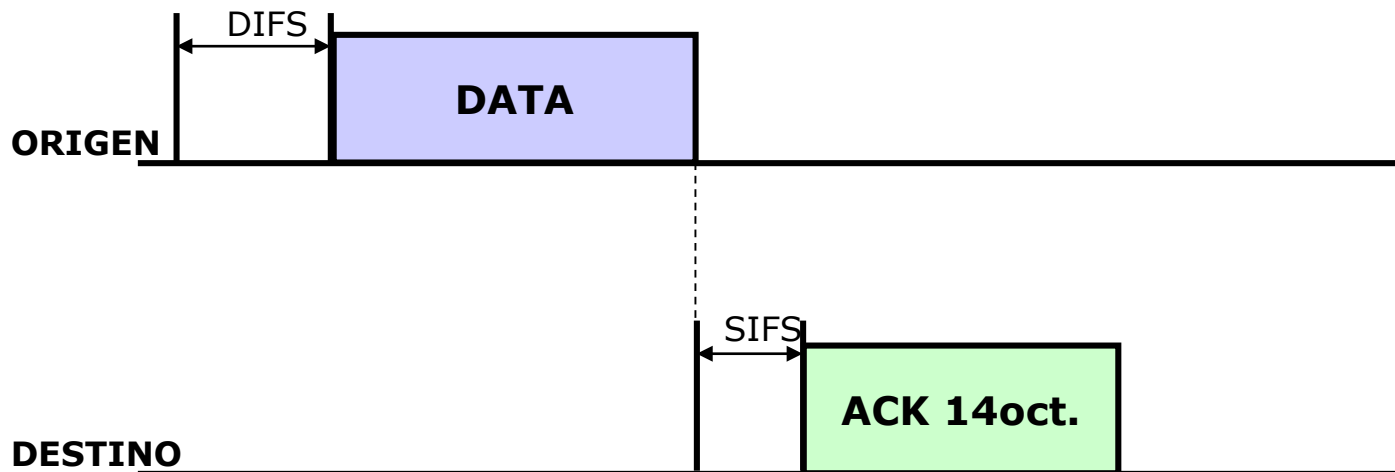 DIFS
DATA
ORIGEN
SIFS
ACK 14oct.
DESTINO